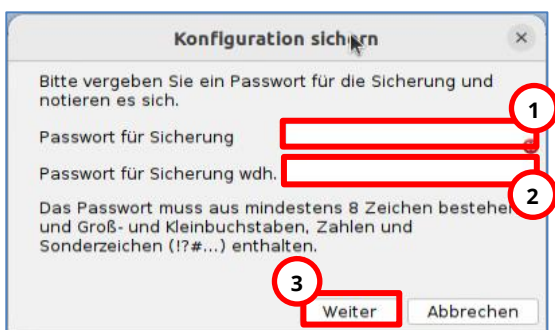 Konfiguration sichern
Bitte vergeben Sie ein Passwort für die Sicherung und
notieren es sich.
1
Passwort für Sicherung
Passwort für Sicherung wdh.
2
Das Passwort muss aus mindestens 8 Zeichen bestehen
und Groß- und Kleinbuchstaben, Zahlen und
Sonderzeichen (!?#...) enthalten.
3
Weiter Abbrechen